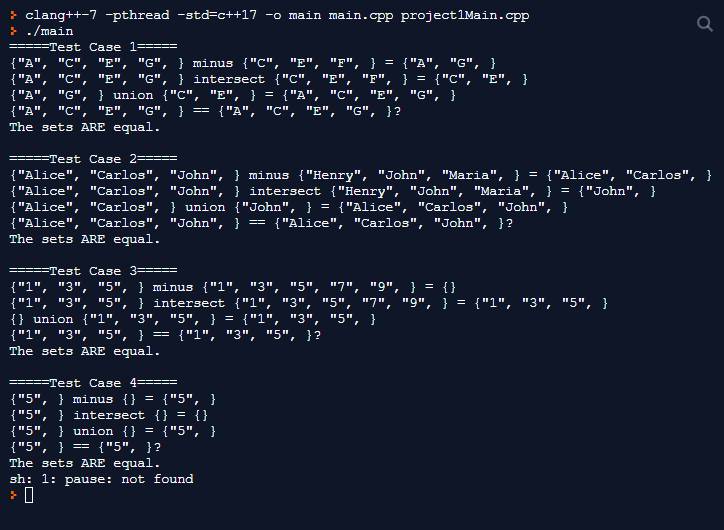 clang++-7 -pthread -std=c++17 -o main main.cpp project1Main.cpp
./main
=====Test Case 1=====
{"A", "C", "E", "G", } minus {"C", "E", "F", } = {"A", "G", }
{"A", "C", "E", "G", } intersect {"C", "E", "F", } = {"C", "E", }
{"A", "G", } union {"C", "E", } = {"A", "C", "E", "G", }
{"A", "C", "E", "G", } == {"A", "C", "E", "G", }?
The sets ARE equal.

=====Test Case 2=====
{"Alice", "Carlos", "John", } minus {"Henry", "John", "Maria", } = {"Alice", "Carlos", }
{"Alice", "Carlos", "John", } intersect {"Henry", "John", "Maria", } = {"John", }
{"Alice", "Carlos", } union {"John", } = {"Alice", "Carlos", "John", }
{"Alice", "Carlos", "John", } == {"Alice", "Carlos", "John", }?
The sets ARE equal.

=====Test Case 3=====
{"1", "3", "5", } minus {"1", "3", "5", "7", "9", } = {}
{"1", "3", "5", } intersect {"1", "3", "5", "7", "9", } = {"1", "3", "5", }
{} union {"1", "3", "5", } = {"1", "3", "5", }
{"1", "3", "5", } == {"1", "3", "5", }?
The sets ARE equal.

=====Test Case 4=====
{"5", } minus {} = {"5", }
{"5", } intersect {} = {}
{"5", } union {} = {"5", }
{"5", } == {"5", }?
The sets ARE equal.
sh: 1: pause: not found